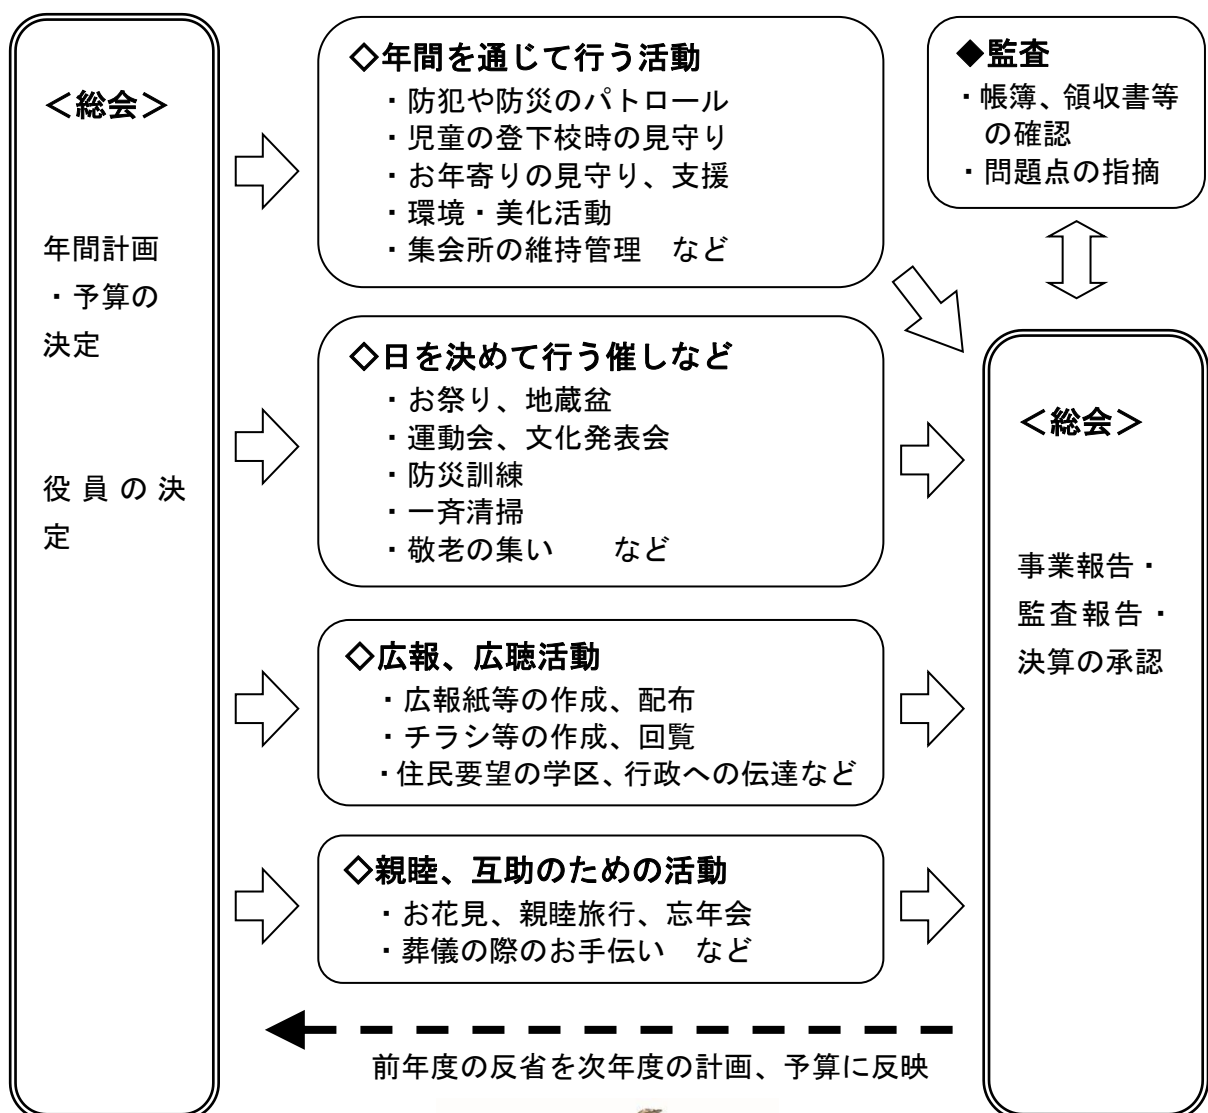 ＜総会＞
年間計画
・予算の
決定
役員の決
定
◇年間を通じて行う活動
・防犯や防災のパトロール
・児童の登下校時の見守り
・お年寄りの見守り、支援
・環境・美化活動
・集会所の維持管理　など
◇日を決めて行う催しなど
・お祭り、地蔵盆
・運動会、文化発表会
・防災訓練
・一斉清掃
・敬老の集い　　など
◇広報、広聴活動
・広報紙等の作成、配布
・チラシ等の作成、回覧
・住民要望の学区、行政への伝達など
◇親睦、互助のための活動
・お花見、親睦旅行、忘年会
・葬儀の際のお手伝い　など
◆監査
・帳簿、領収書等
の確認
・問題点の指摘
＜総会＞
事業報告・
監査報告・
決算の承認
前年度の反省を次年度の計画、予算に反映